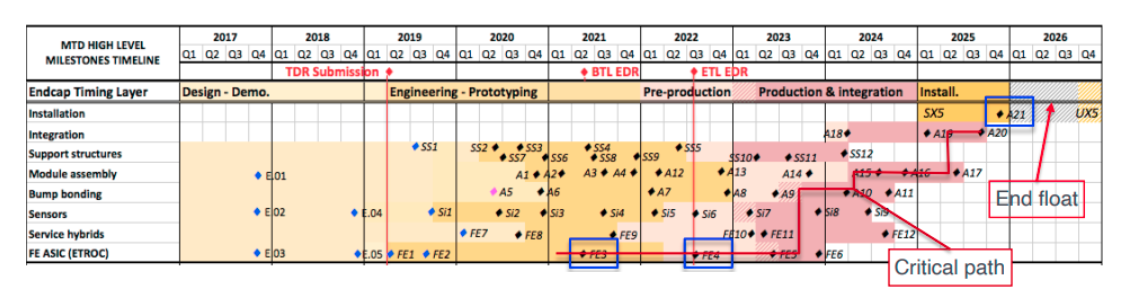 MTD HIGH LEVEL MILESTONES TIMELINE 2017 2018 2019 2020 2021 2022 2023 2024 2025 2026
Q1 Q2 Q3 Q4 Q1 Q2 Q3 Q4 Q1 Q2 Q3 Q4 Q1 Q2 Q3 Q4 Q1 Q2 Q3 Q4 Q1 Q2 Q3 Q4 Q1 Q2 Q3 Q4 Q1 Q2 Q3 Q4 Q1 Q2 Q3 Q4 Q1 Q2 Q3 Q4
TDR Submission BTL EDR ETL EDR
Endcap Timing Layer Design - Demo. Engineering - Prototyping Pre-production Production & integration Install.
Installation SX5 A21 UX5
Integration A18 A19 A20
Support structures SS1 SS2 SS7 SS3 SS6 SS4 SS8 SS9 SS5 SS10 SS11 SS12
Module assembly E.01 A1 A2 A3 A4 A12 A13 A14 A15 A16 A17
Bump bonding A5 A6 A7 A8 A9 A10 A11
Sensors E.02 E.04 Si1 Si2 Si3 Si4 Si5 Si6 Si7 Si8 Si9
Service hybrids FE7 FE8 FE9 FE10 FE11 FE12
FE ASIC (ETROC) E.03 E.05 FE1 FE2 FE3 FE4 FE5 FE6
End float
Critical path